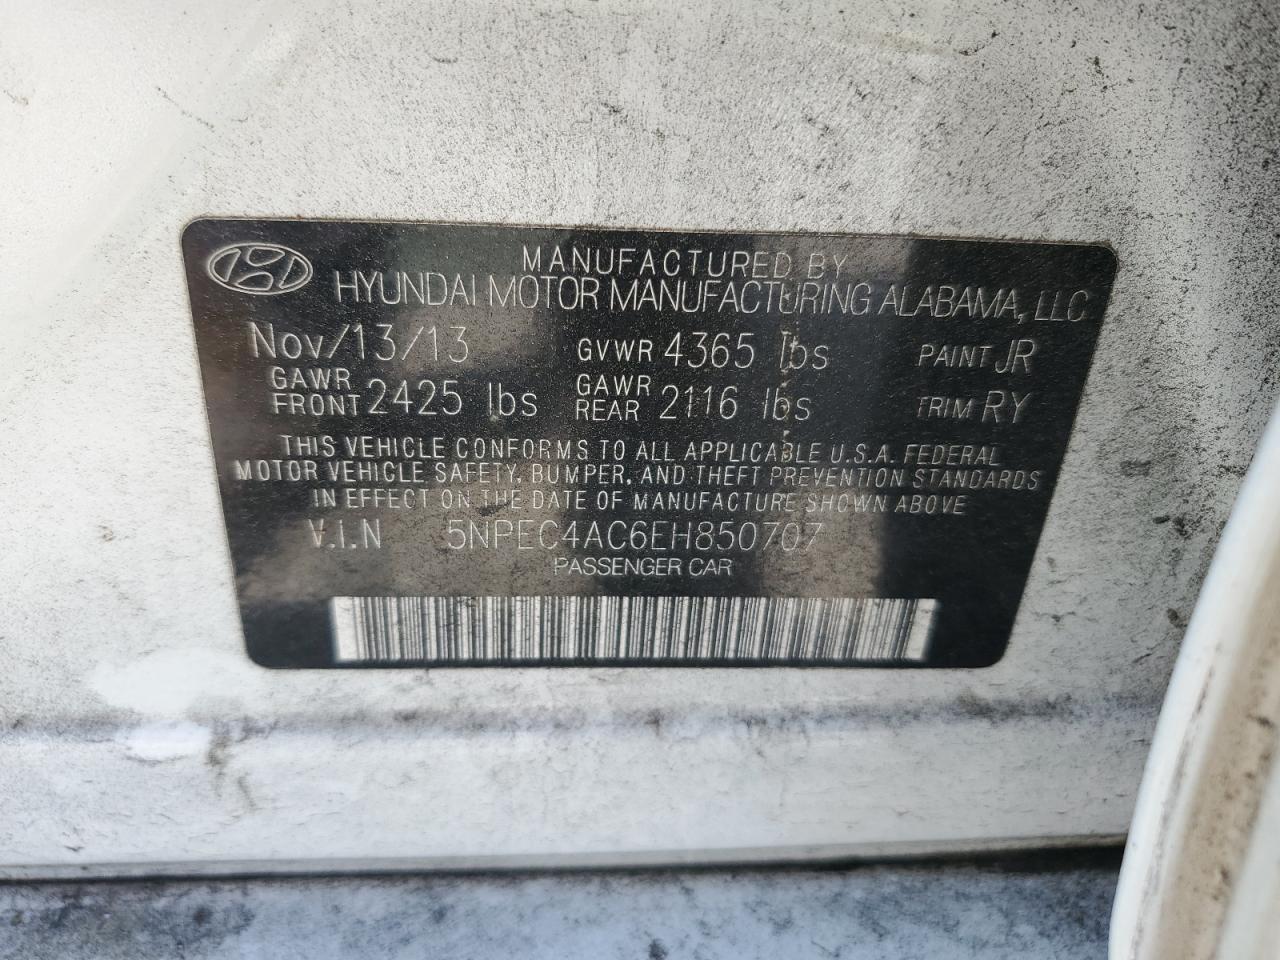 MANUFACTURED BY
HYUNDAI MOTOR MANUFACTURING ALABAMA, LLC
Nov/13/13 GVWR 4365 lbs PAINT JR
GAWR FRONT 2425 lbs GAWR REAR 2116 lbs TRIM RY
THIS VEHICLE CONFORMS TO ALL APPLICABLE U.S.A. FEDERAL
MOTOR VEHICLE SAFETY, BUMPER, AND THEFT PREVENTION STANDARDS
IN EFFECT ON THE DATE OF MANUFACTURE SHOWN ABOVE
V.I.N 5NPEC4AC6EH850707
PASSENGER CAR